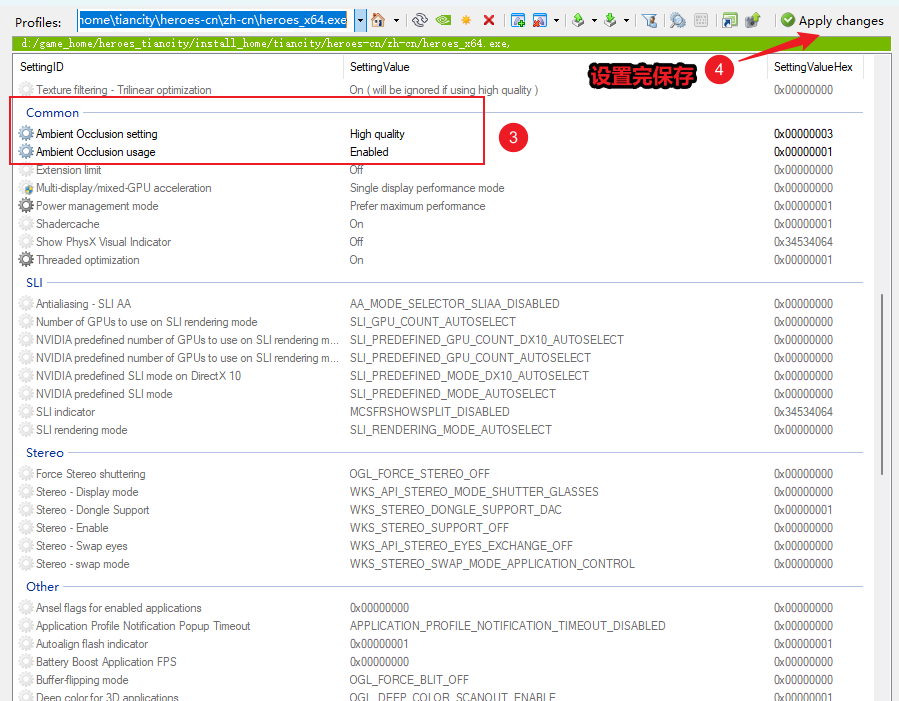 Profiles: home\tiancity\heroes-cn\zh-cn\heroes_x64.exe Apply changes
d:/game_home/heroes_tiancity/install_home/tiancity/heroes-cn/zh-cn/heroes_x64.exe,
SettingID SettingValue 设置完保存 4 SettingValueHex
Texture filtering - Trilinear optimization On ( will be ignored if using high quality ) 0x00000000
Common
Ambient Occlusion setting High quality 0x00000003
3
Ambient Occlusion usage Enabled 0x00000001
Extension limit Off 0x00000000
Multi-display/mixed-GPU acceleration Single display performance mode 0x00000000
Power management mode Prefer maximum performance 0x00000001
Shadercache On 0x00000001
Show PhysX Visual Indicator Off 0x34534064
Threaded optimization On 0x00000001
SLI
Antialiasing - SLI AA AA_MODE_SELECTOR_SLIAA_DISABLED 0x00000000
Number of GPUs to use on SLI rendering mode SLI_GPU_COUNT_AUTOSELECT 0x00000000
NVIDIA predefined number of GPUs to use on SLI rendering m... SLI_PREDEFINED_GPU_COUNT_DX10_AUTOSELECT 0x00000000
NVIDIA predefined number of GPUs to use on SLI rendering m... SLI_PREDEFINED_GPU_COUNT_AUTOSELECT 0x00000000
NVIDIA predefined SLI mode on DirectX 10 SLI_PREDEFINED_MODE_DX10_AUTOSELECT 0x00000000
NVIDIA predefined SLI mode SLI_PREDEFINED_MODE_AUTOSELECT 0x00000000
SLI indicator MCSFRSHOWSPLIT_DISABLED 0x34534064
SLI rendering mode SLI_RENDERING_MODE_AUTOSELECT 0x00000000
Stereo
Force Stereo shuttering OGL_FORCE_STEREO_OFF 0x00000000
Stereo - Display mode WKS_API_STEREO_MODE_SHUTTER_GLASSES 0x00000000
Stereo - Dongle Support WKS_STEREO_DONGLE_SUPPORT_DAC 0x00000001
Stereo - Enable WKS_STEREO_SUPPORT_OFF 0x00000000
Stereo - Swap eyes WKS_API_STEREO_EYES_EXCHANGE_OFF 0x00000000
Stereo - swap mode WKS_STEREO_SWAP_MODE_APPLICATION_CONTROL 0x00000000
Other
Ansel flags for enabled applications 0x00000000 0x00000000
Application Profile Notification Popup Timeout APPLICATION_PROFILE_NOTIFICATION_TIMEOUT_DISABLED 0x00000000
Autoalign flash indicator 0x00000001 0x00000001
Battery Boost Application FPS 0x00000000 0x00000000
Buffer-flipping mode OGL_FORCE_BLIT_OFF 0x00000000
Deep color for 3D applications OGL_DEEP_COLOR_SCANOUT_ENABLE 0x00000001